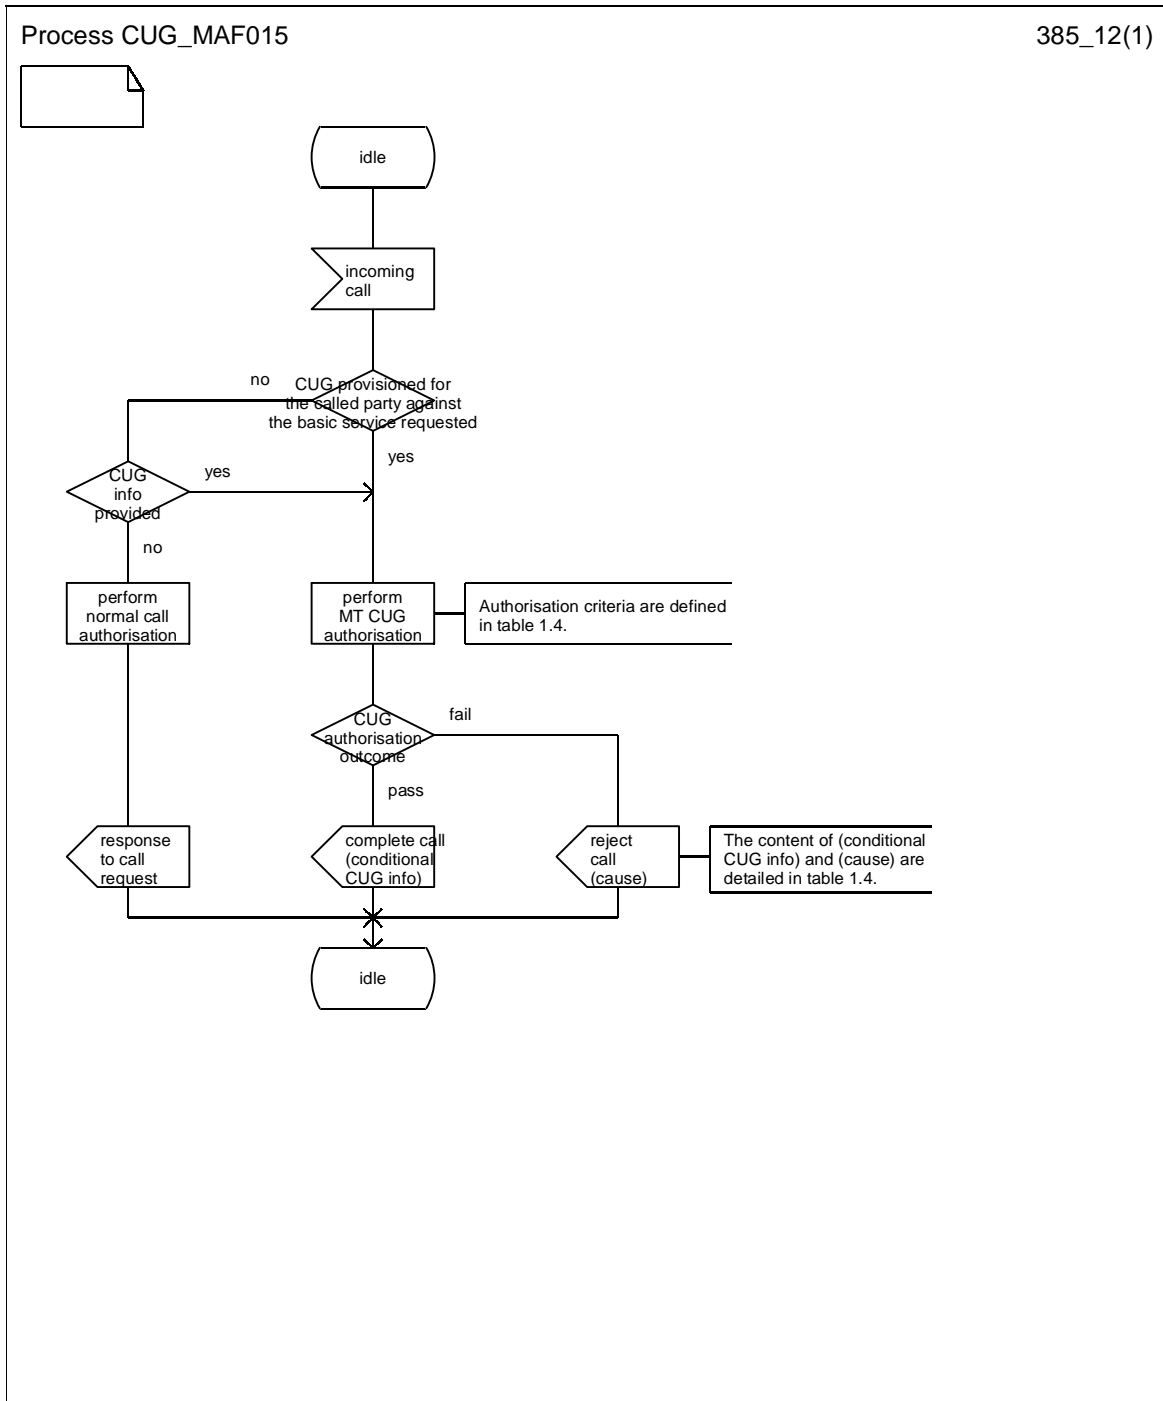 Process CUG_MAF015
385_12(1)
idle
incoming
call
no
CUG provisioned for
the called party against
the basic service requested
yes
CUG
info
provided
yes
no
perform
normal call
authorisation
perform
MT CUG
authorisation
Authorisation criteria are defined
in table 1.4.
CUG
authorisation
outcome
fail
pass
response
to call
request
complete call
(conditional
CUG info)
reject
call
(cause)
The content of (conditional
CUG info) and (cause) are
detailed in table 1.4.
idle